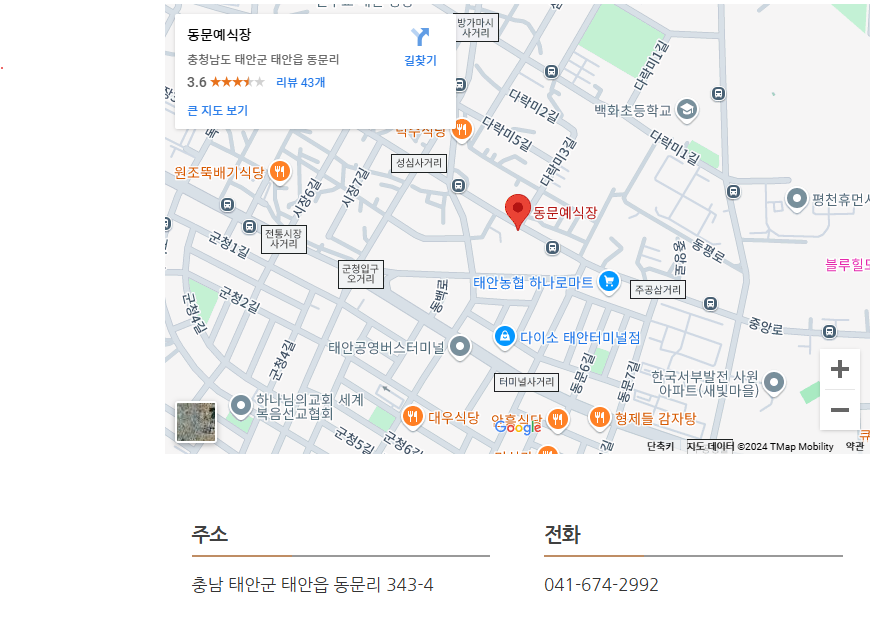 방가마시
사거리
동문예식장
충청남도 태안군 태안읍 동문리
길찾기
3.6 리뷰 43개
큰 지도 보기
다락미1길
다락미2길
백화초등학교
다락미5길
다락미1길
다락미3길
성심사거리
원조뚝배기식당
시장7길
시장6길
평천휴먼시
동문예식장
전통시장
사거리
군청1길
동평로
중앙로
블루힐
군청입구
오거리
태안농협 하나로마트
주공삼거리
동백로
군청2길
군청4길
중앙로
다이소 태안터미널점
태안공영버스터미널
군청4길
동문6길
동문7길
터미널사거리
한국서부발전 사원
아파트(새빛마을)
하나님의교회 세계
복음선교협회
대우식당
안흥식당
형제들 감자탕
Google
군청5길
군청6길
단축키
지도 데이터 ©2024 TMap Mobility
약관
주소
전화
충남 태안군 태안읍 동문리 343-4
041-674-2992